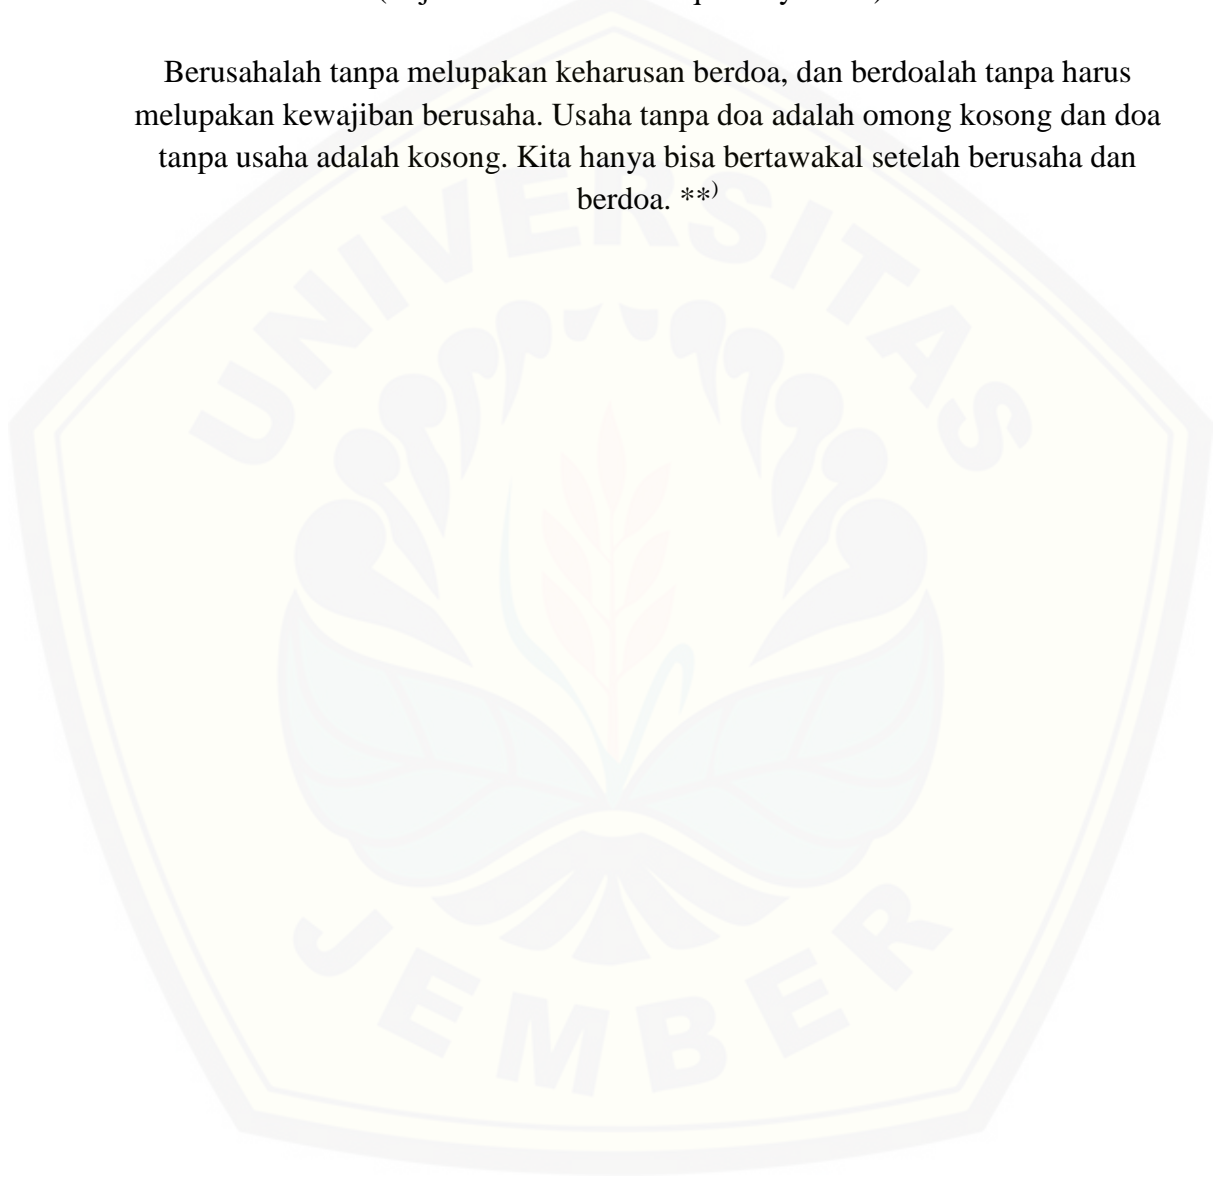 Berusahalah tanpa melupakan keharusan berdoa, dan berdoalah tanpa harus
melupakan kewajiban berusaha. Usaha tanpa doa adalah omong kosong dan doa
tanpa usaha adalah kosong. Kita hanya bisa bertawakal setelah berusaha dan
berdoa. **)
UNIVERSITAS
JEMBER